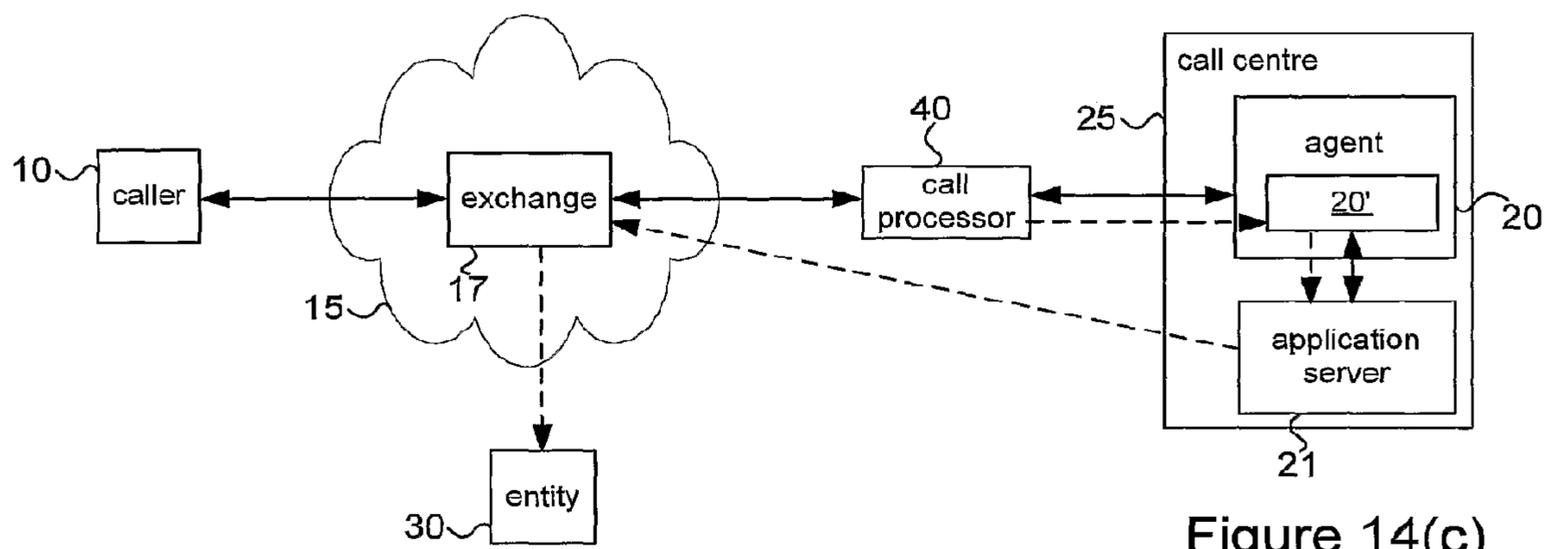 call centre
40
25
agent
10
caller
exchange
call
processor
20'
20
17
15
application
server
21
entity
30
Figure 14(c)